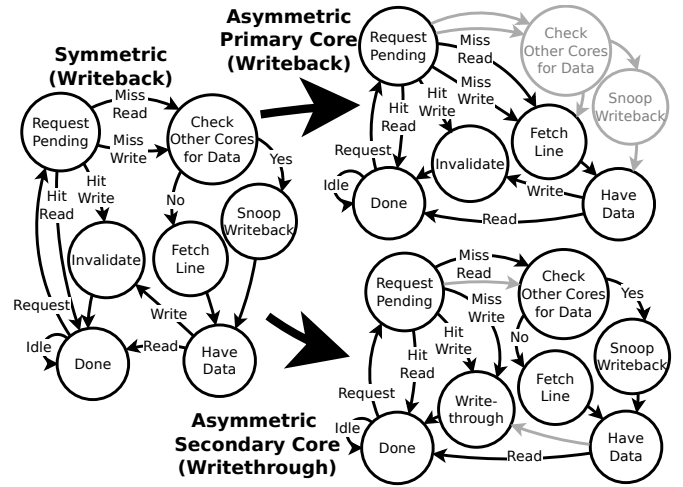 Symmetric
(Writeback)
Request
Pending
Miss
Read
Miss
Write
Check
Other Cores
for Data
Hit
Write
Hit
Read
No
Yes
Snoop
Writeback
Invalidate
Fetch
Line
Request
Write
Idle
Done
Read
Have
Data
Asymmetric
Primary Core
(Writeback)
Request
Pending
Miss
Read
Miss
Write
Check
Other Cores
for Data
Hit
Write
Hit
Read
Snoop
Writeback
Fetch
Line
Request
Invalidate
Idle
Done
Write
Read
Have
Data
Asymmetric
Secondary Core
(Writethrough)
Request
Pending
Miss
Read
Miss
Write
Check
Other Cores
for Data
Yes
Hit
Write
Hit
Read
No
Snoop
Writeback
Request
Write-
through
Fetch
Line
Idle
Done
Read
Have
Data